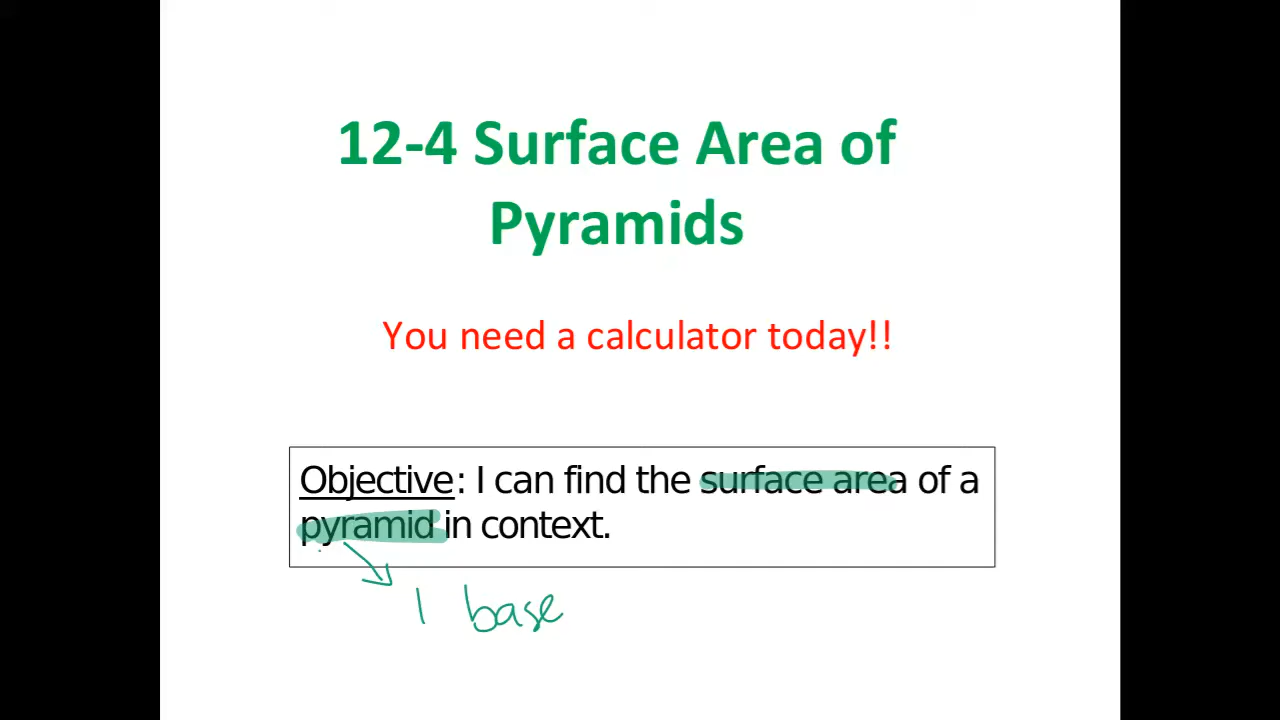 12-4 Surface Area of
Pyramids
You need a calculator today!!
Objective: I can find the surface area of a
pyramid in context.
1 base